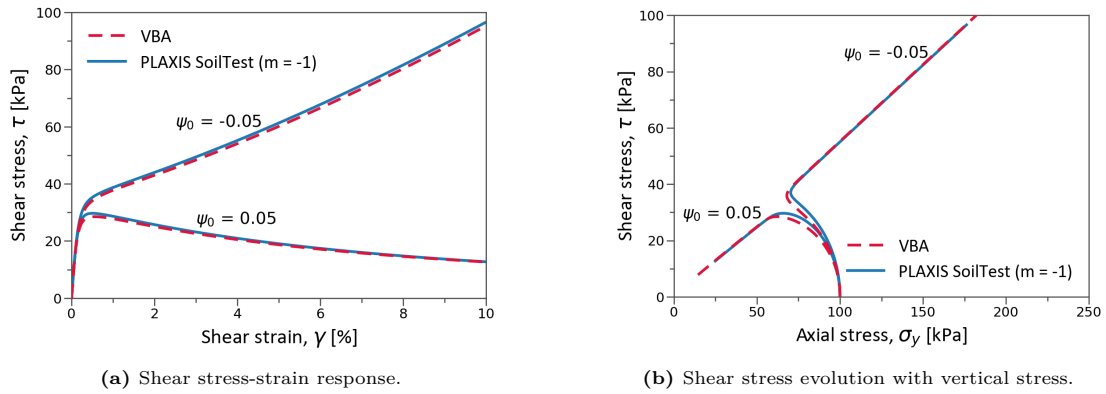 100
80
60
40
20
0
0
2
4
6
8
10
Shear stress, τ [kPa]
Shear strain, γ [%]
VBA
PLAXIS SoilTest (m = -1)
ψ0 = -0.05
ψ0 = 0.05
(a) Shear stress-strain response.
100
80
60
40
20
0
0
50
100
150
200
250
Shear stress, τ [kPa]
Axial stress, σy [kPa]
ψ0 = -0.05
ψ0 = 0.05
VBA
PLAXIS SoilTest (m = -1)
(b) Shear stress evolution with vertical stress.